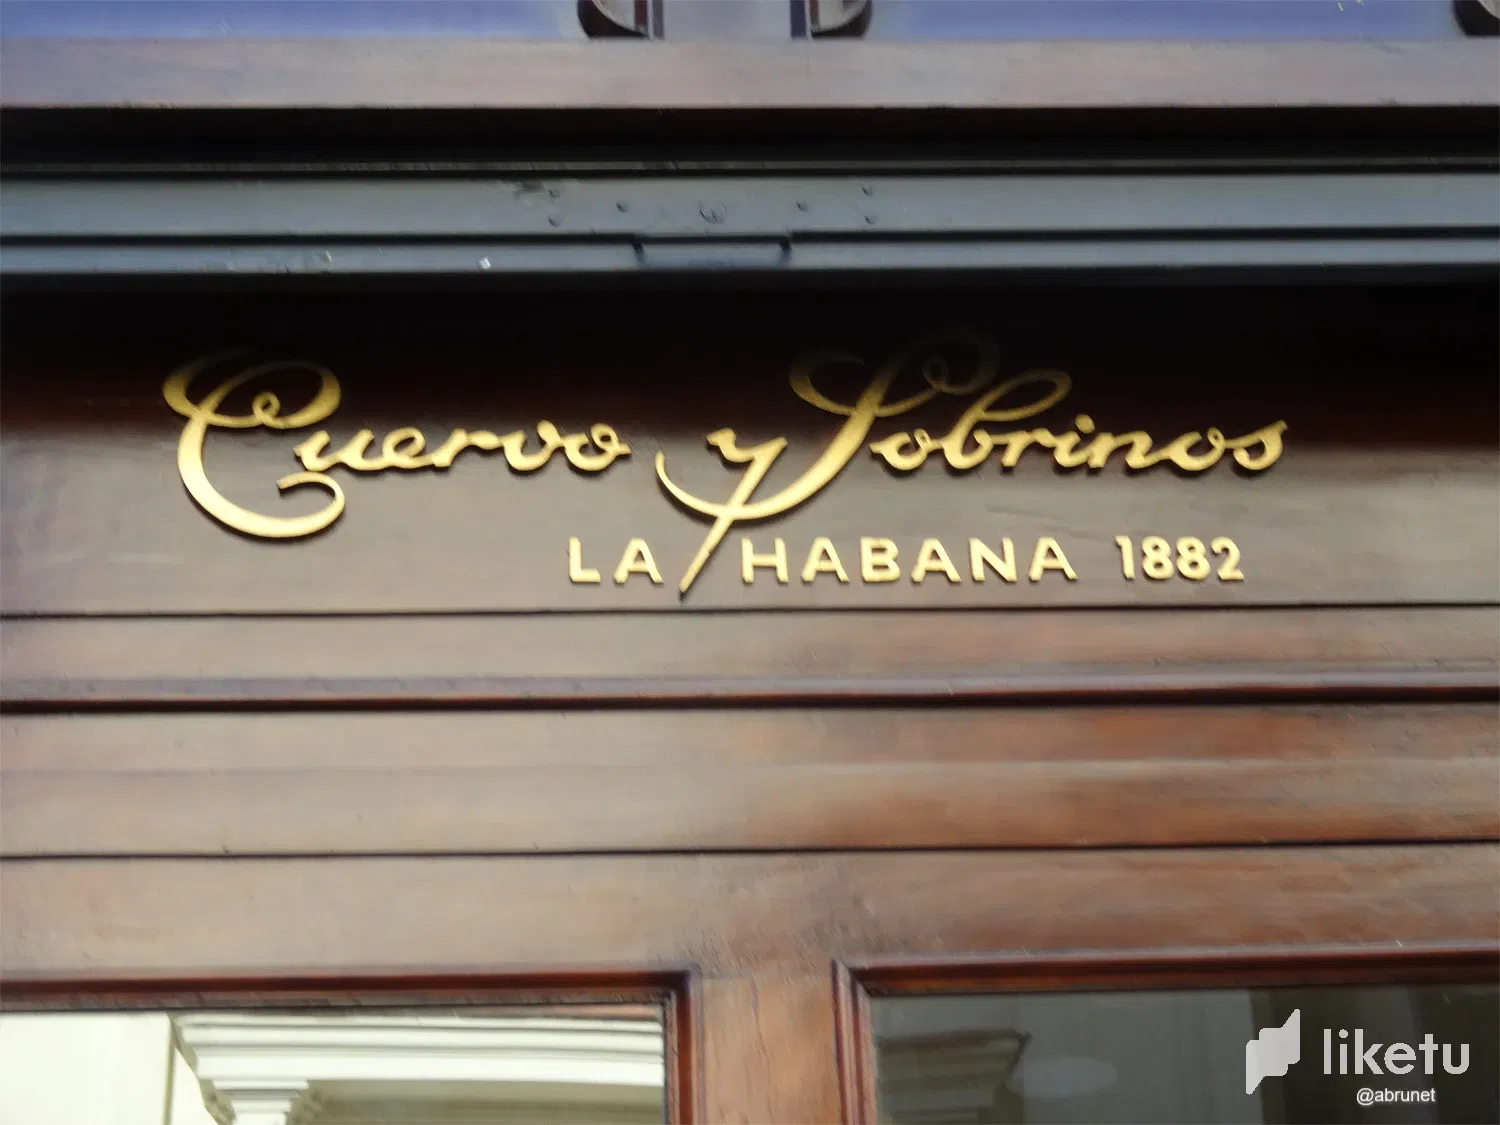 Cuervo y Sobrinos
LA HABANA 1882
liketu
@abrunet